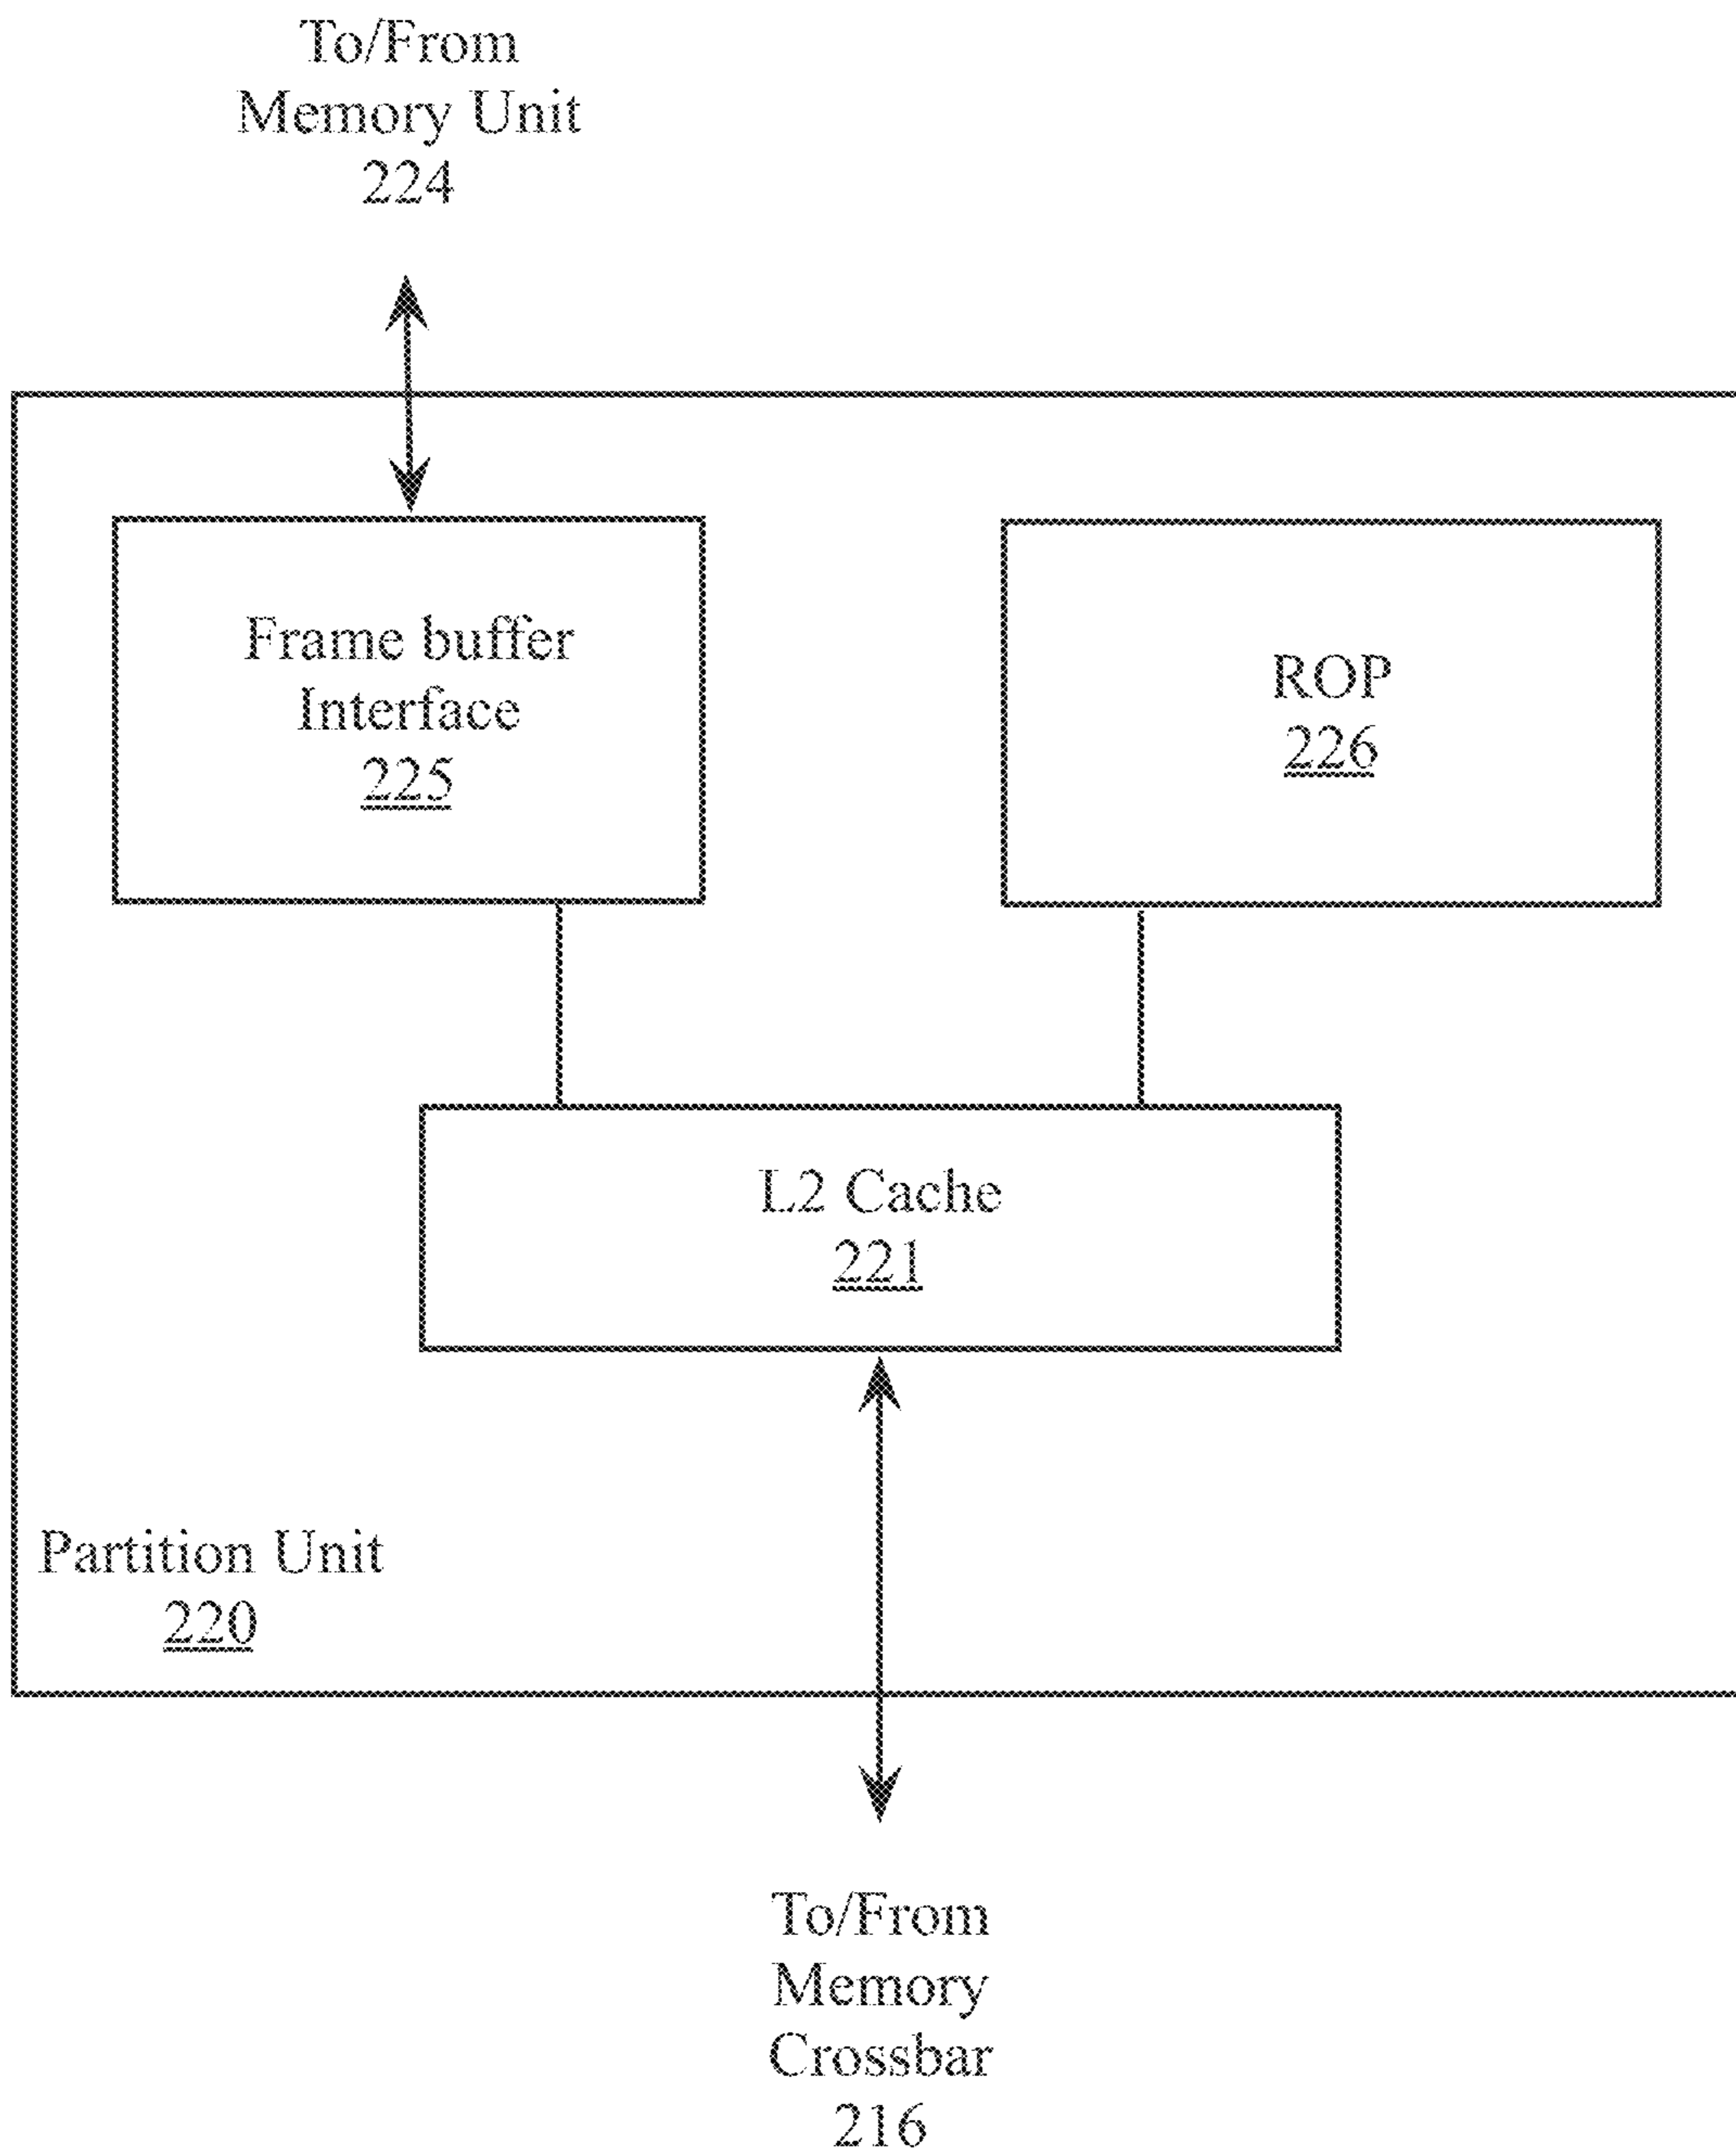 To/From
Memory Unit
224
Frame buffer
Interface
225
ROP
226
L2 Cache
221
Partition Unit
220
To/From
Memory
Crossbar
216